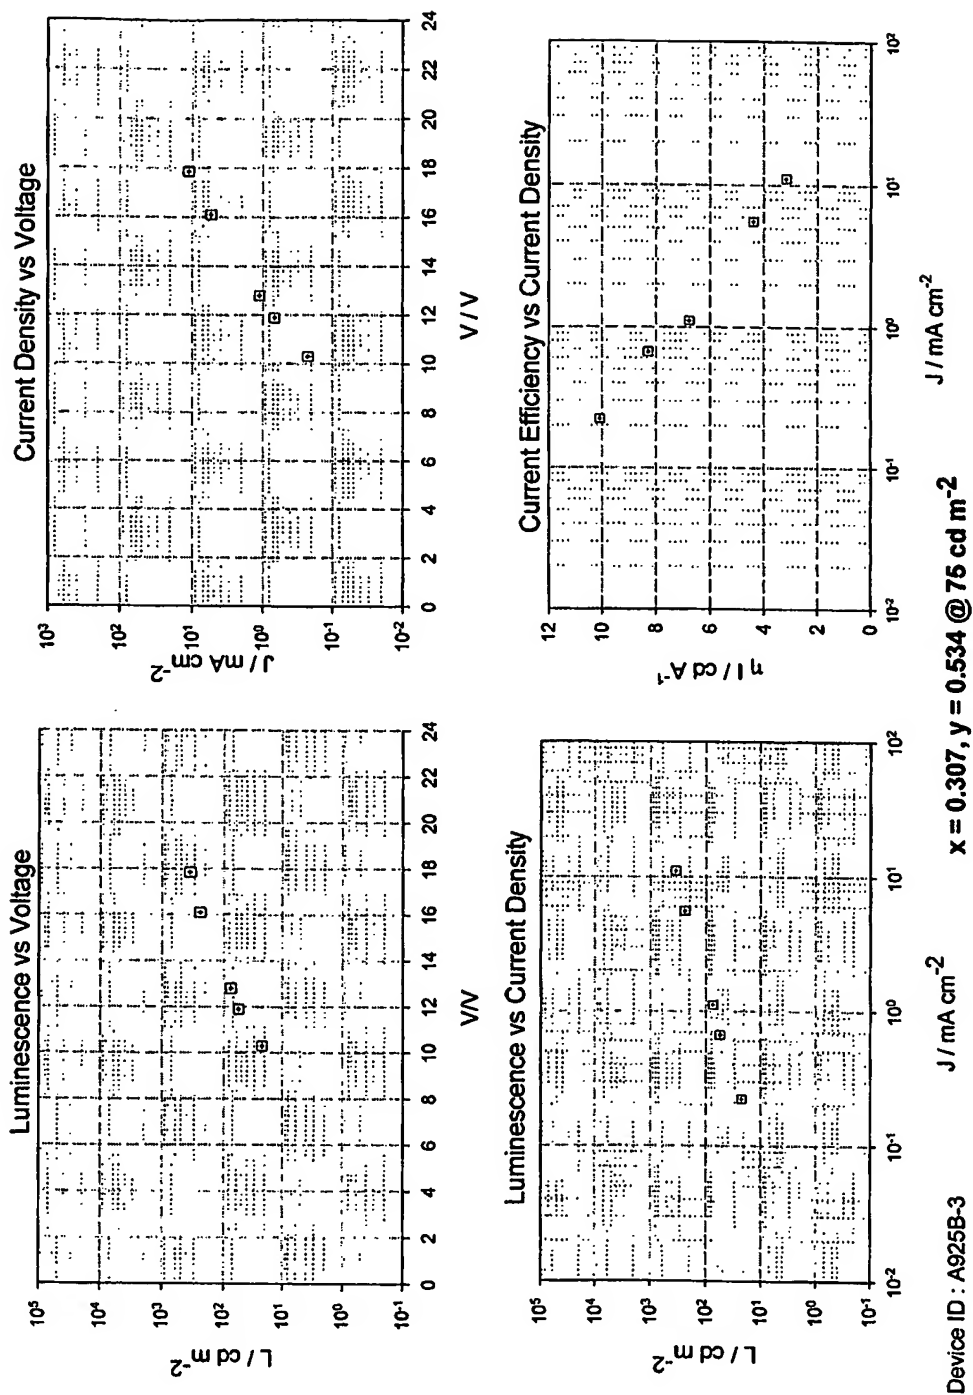 Luminescence vs Voltage
L / cd m⁻²
10⁵
10⁴
10³
10²
10¹
10⁰
10⁻¹
0 2 4 6 8 10 12 14 16 18 20 22 24
V/V
Current Density vs Voltage
J / mA cm⁻²
10³
10²
10¹
10⁰
10⁻¹
10⁻²
0 2 4 6 8 10 12 14 16 18 20 22 24
V / V
Luminescence vs Current Density
L / cd m⁻²
10⁵
10⁴
10³
10²
10¹
10⁰
10⁻¹
10⁻² 10⁻¹ 10⁰ 10¹ 10²
J / mA cm⁻²
Current Efficiency vs Current Density
η I / cd A⁻¹
12
10
8
6
4
2
0
10⁻² 10⁻¹ 10⁰ 10¹ 10²
J / mA cm⁻²
Device ID : A925B-3
x = 0.307, y = 0.534 @ 75 cd m⁻²